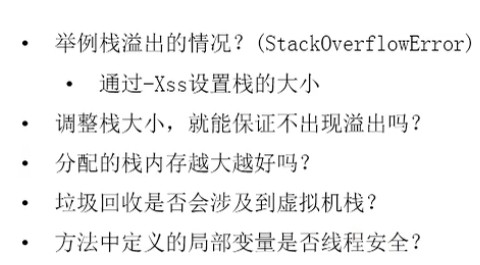 • 举例栈溢出的情况？(StackOverflowError)
• 通过-Xss设置栈的大小
• 调整栈大小，就能保证不出现溢出吗？
• 分配的栈内存越大越好吗？
• 垃圾回收是否会涉及到虚拟机栈？
• 方法中定义的局部变量是否线程安全？